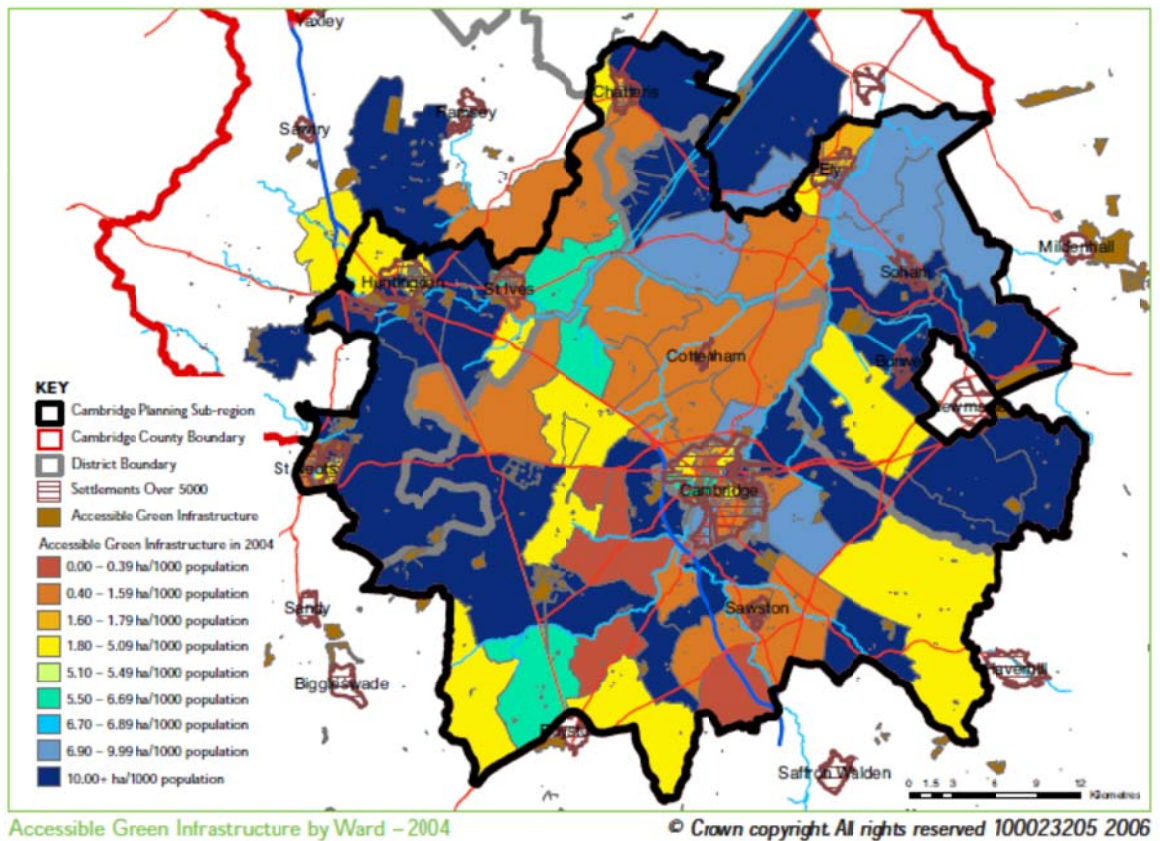 Yaxley
Chatteris
Ramsey
Sawtry
Ely
Mildenhall
Soham
Huntingdon
St Ives
Cottenham
Burwell
Newmarket
St Neots
Cambridge
Sandy
Sawston
Biggleswade
Haverhill
Royston
Saffron Walden
KEY
Cambridge Planning Sub-region
Cambridge County Boundary
District Boundary
Settlements Over 5000
Accessible Green Infrastructure
Accessible Green Infrastructure in 2004
0.00 – 0.39 ha/1000 population
0.40 – 1.59 ha/1000 population
1.60 – 1.79 ha/1000 population
1.80 – 5.09 ha/1000 population
5.10 – 5.49 ha/1000 population
5.50 – 6.69 ha/1000 population
6.70 – 6.89 ha/1000 population
6.90 – 9.99 ha/1000 population
10.00+ ha/1000 population
0 1.5 3 6 9 12
Kilometres
Accessible Green Infrastructure by Ward – 2004
© Crown copyright. All rights reserved 100023205 2006